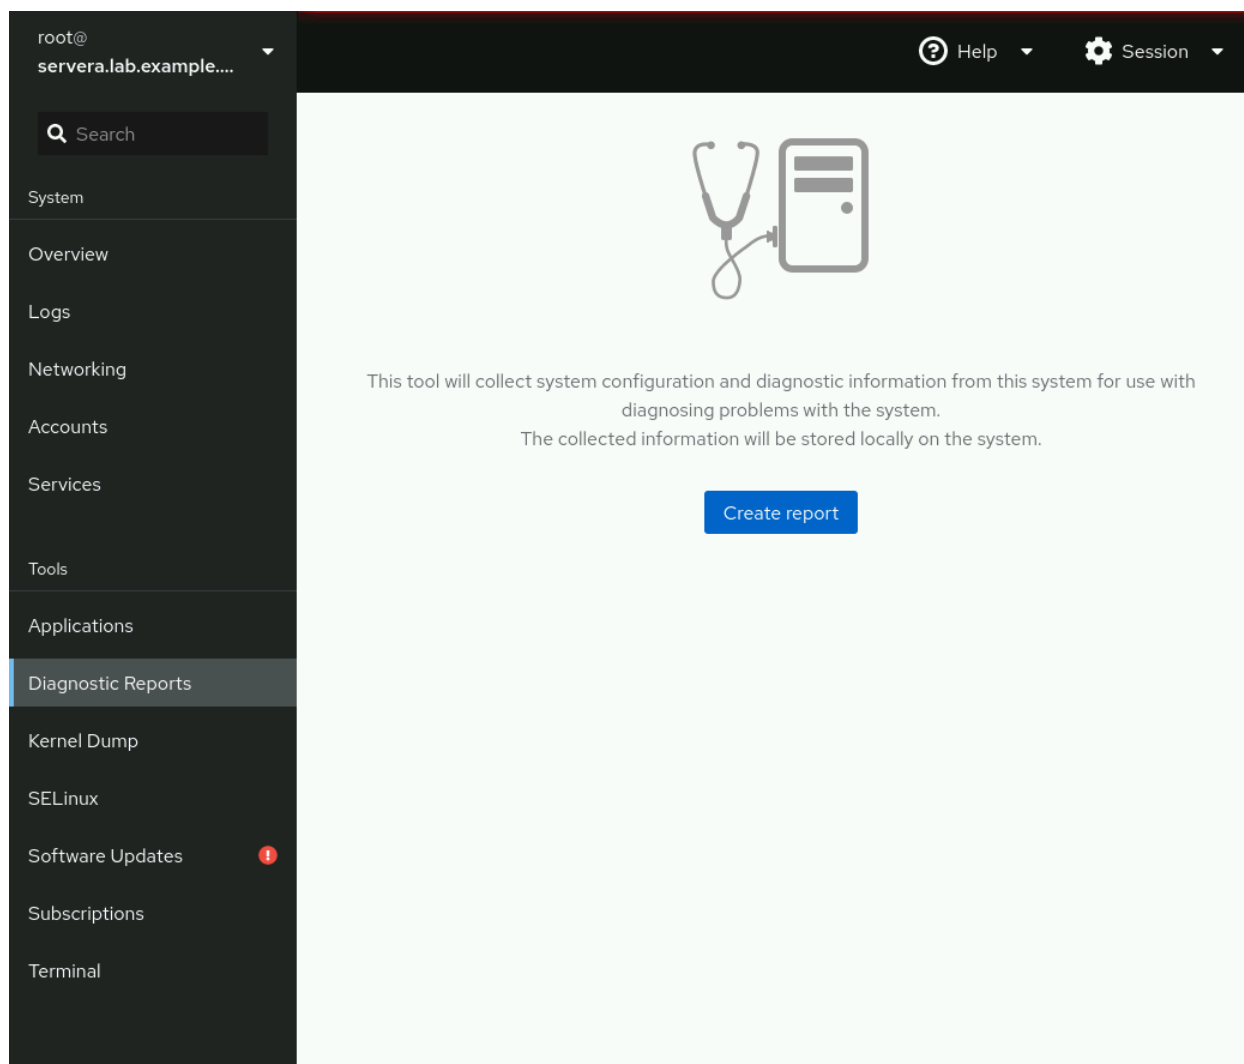 root@
servera.lab.example....
Help
Session
Search
System
Overview
Logs
Networking
Accounts
Services
Tools
Applications
Diagnostic Reports
Kernel Dump
SELinux
Software Updates
Subscriptions
Terminal
This tool will collect system configuration and diagnostic information from this system for use with
diagnosing problems with the system.
The collected information will be stored locally on the system.
Create report